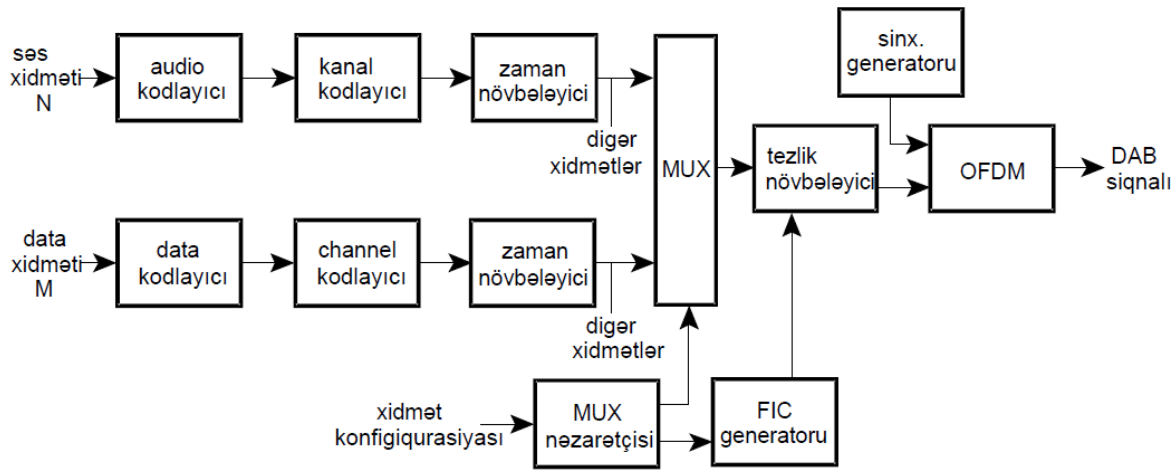 səs
xidməti
N
audio
kodlayıcı
kanal
kodlayıcı
zaman
növbələyici
digər
xidmətlər
MUX
sinx.
generatoru
tezlik
növbələyici
OFDM
DAB
siqnalı
data
xidməti
M
data
kodlayıcı
channel
kodlayıcı
zaman
növbələyici
digər
xidmətlər
xidmət
konfigiqurasiyası
MUX
nəzarətçisi
FIC
generatoru